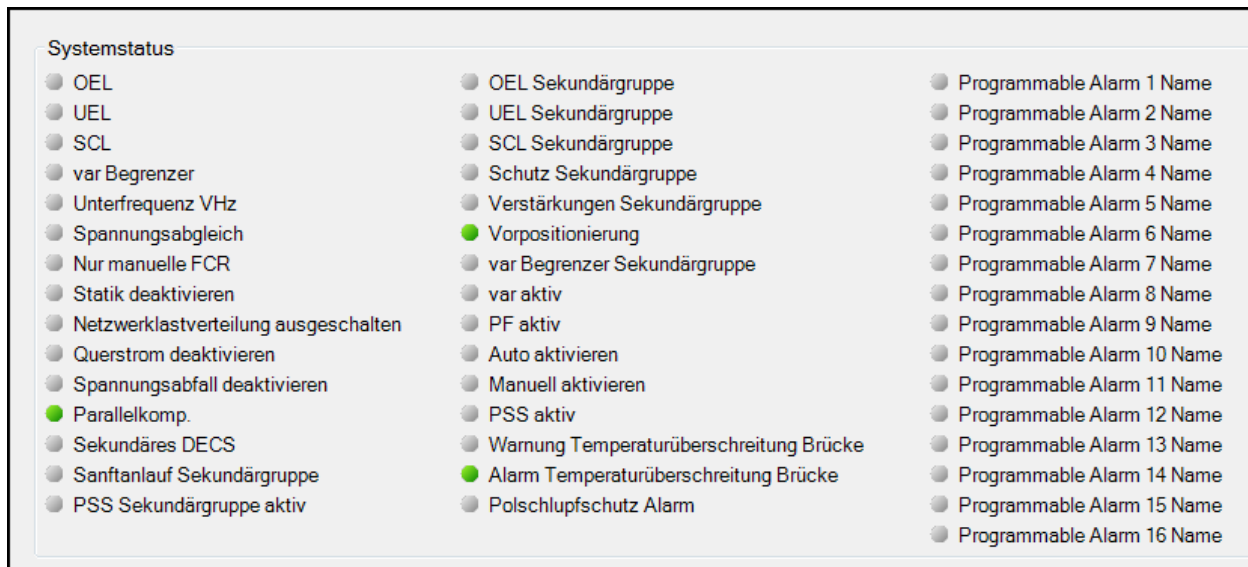 Systemstatus
OEL
UEL
SCL
var Begrenzer
Unterfrequenz VHz
Spannungsabgleich
Nur manuelle FCR
Statik deaktivieren
Netzwerklastverteilung ausgeschalten
Querstrom deaktivieren
Spannungsabfall deaktivieren
Parallelkomp.
Sekundäres DECS
Sanftanlauf Sekundärgruppe
PSS Sekundärgruppe aktiv
OEL Sekundärgruppe
UEL Sekundärgruppe
SCL Sekundärgruppe
Schutz Sekundärgruppe
Verstärkungen Sekundärgruppe
Vorpositionierung
var Begrenzer Sekundärgruppe
var aktiv
PF aktiv
Auto aktivieren
Manuell aktivieren
PSS aktiv
Warnung Temperaturüberschreitung Brücke
Alarm Temperaturüberschreitung Brücke
Polschlupfschutz Alarm
Programmable Alarm 1 Name
Programmable Alarm 2 Name
Programmable Alarm 3 Name
Programmable Alarm 4 Name
Programmable Alarm 5 Name
Programmable Alarm 6 Name
Programmable Alarm 7 Name
Programmable Alarm 8 Name
Programmable Alarm 9 Name
Programmable Alarm 10 Name
Programmable Alarm 11 Name
Programmable Alarm 12 Name
Programmable Alarm 13 Name
Programmable Alarm 14 Name
Programmable Alarm 15 Name
Programmable Alarm 16 Name